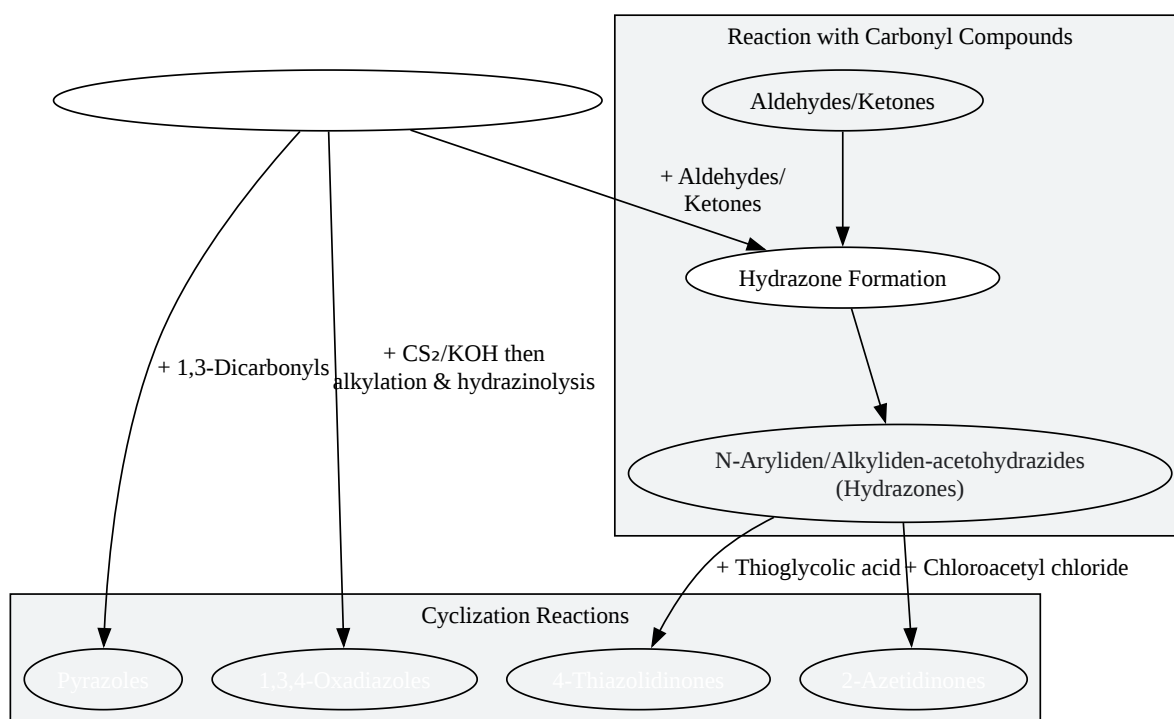 Reaction with Carbonyl Compounds
Aldehydes/Ketones
+ Aldehydes/
Ketones
Hydrazone Formation
+ 1,3-Dicarbonyls
+ CS₂/KOH then
alkylation & hydrazinolysis
N-Aryliden/Alkyliden-acetohydrazides
(Hydrazones)
+ Thioglycolic acid
+ Chloroacetyl chloride
Cyclization Reactions
Pyrazoles
1,3,4-Oxadiazoles
4-Thiazolidinones
2-Azetidinones